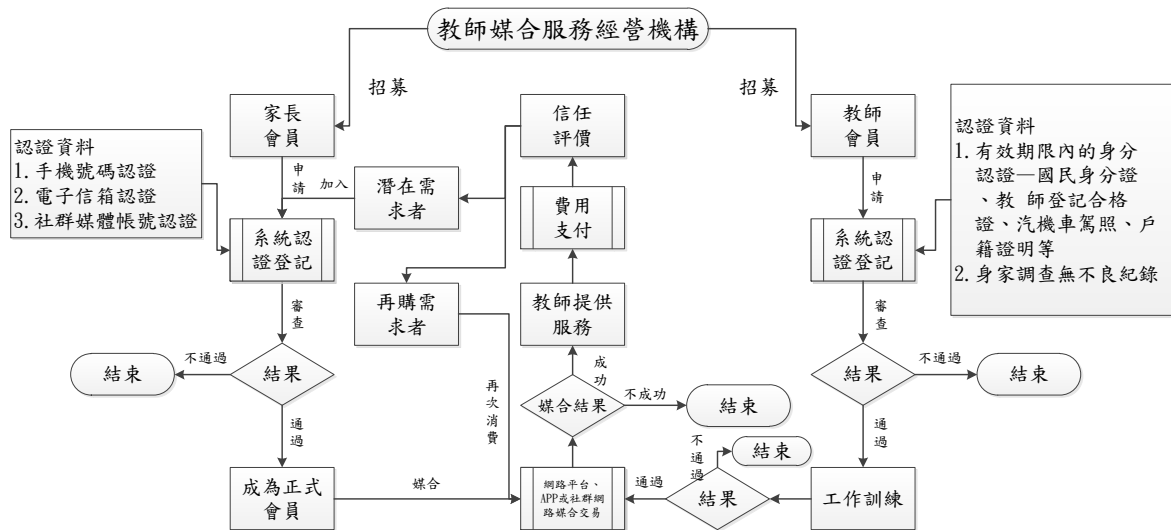 教師媒合服務經營機構
招募
招募
家長
會員
信任
評價
教師
會員
認證資料
1.手機號碼認證
2.電子信箱認證
3.社群媒體帳號認證
申請
加入
潛在需
求者
費用
支付
申請
認證資料
1.有效期限內的身分
認證—國民身分證
、教 師登記合格
證、汽機車駕照、戶
籍證明等
2.身家調查無不良紀錄
系統認
證登記
系統認
證登記
再購需
求者
教師提供
服務
審查
審查
不通過
結束
結果
成功
媒合結果
不成功
結束
結果
不通過
結束
再次消費
通過
通過
不通過
結束
成為正式
會員
媒合
網路平台、
APP或社群網
路媒合交易
通過
結果
工作訓練